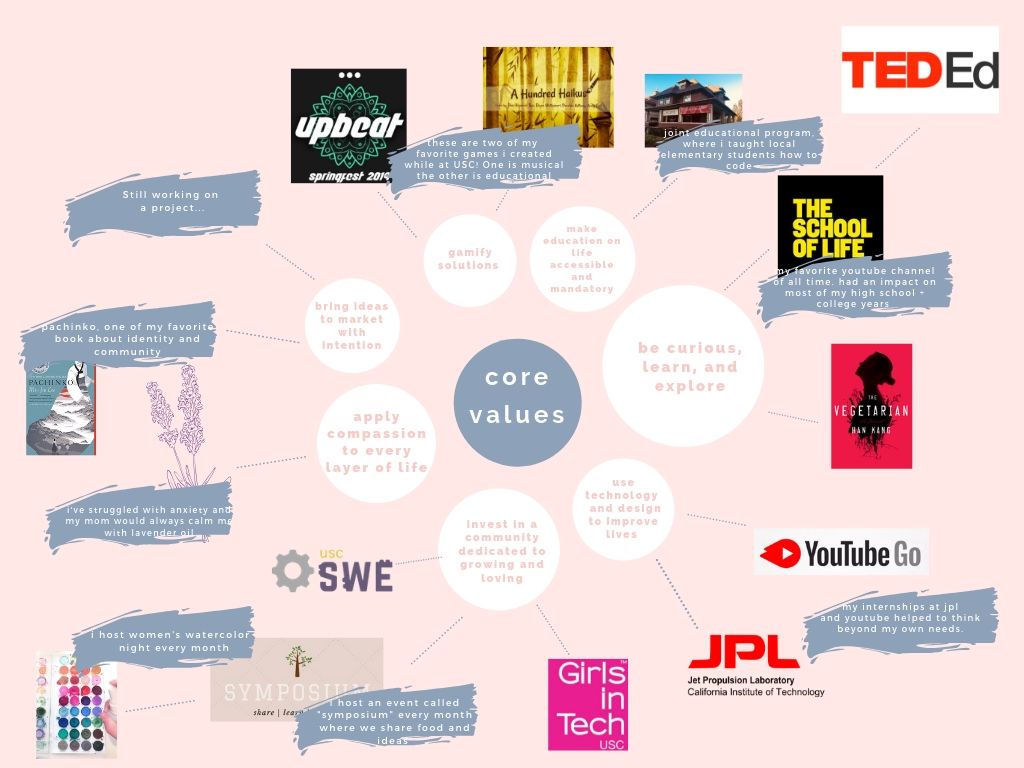 TEDEd
upbeat
springfest 2019
A Hundred Haikus
these are two of my
favorite games i created
while at USC! One is musical
the other is educational
joint educational program.
where i taught local
elementary students how to
code
Still working on
a project...
THE
SCHOOL
OF LIFE
my favorite youtube channel
of all time. had an impact on
most of my high school +
college years
gamify
solutions
make
education on
life
accessible
and
mandatory
bring ideas
to market
with
intention
be curious,
learn, and
explore
core
values
pachinko, one of my favorite
book about identity and
community
PACHINKO
Min Jin Lee
apply
compassion
to every
layer of life
THE
VEGETARIAN
HAN KANG
use
technology
and design
to improve
lives
invest in a
community
dedicated to
growing and
loving
i've struggled with anxiety and
my mom would always calm me
with lavender oil
usc
SWE
YouTube Go
my internships at jpl
and youtube helped to think
beyond my own needs.
JPL
Jet Propulsion Laboratory
California Institute of Technology
i host women's watercolor
night every month
SYMPOSIUM
share |
i host an event called
"symposium" every month
where we share food and
ideas
Girls
in
Tech
USC